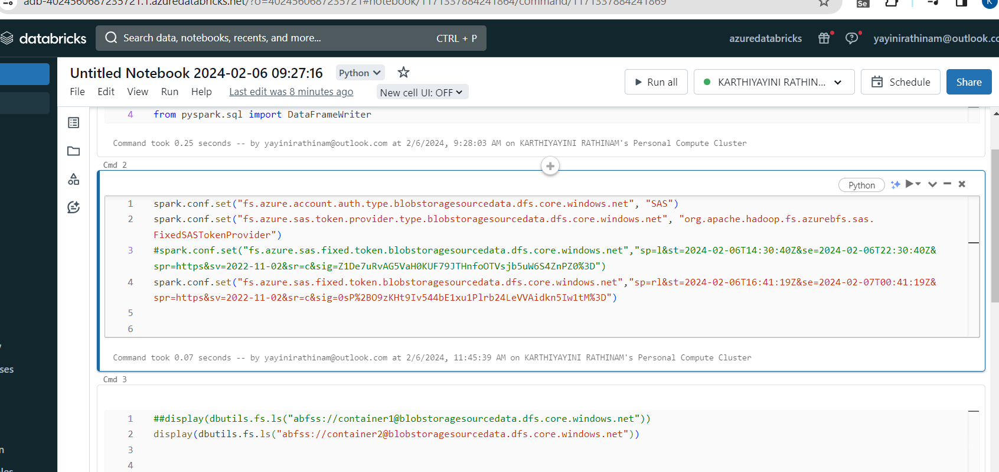 adb-4024560687235721.1.azuredatabricks.net/?o=4024560687235721#notebook/1171337884241864/command/1171337884241869
Se
K
databricks
Search data, notebooks, recents, and more...
CTRL + P
azuredatabricks
yayinirathinam@outlook.co
Untitled Notebook 2024-02-06 09:27:16
Python
File Edit View Run Help Last edit was 8 minutes ago
New cell UI: OFF
Run all
KARTHIYAYINI RATHIN...
Schedule
Share
4 from pyspark.sql import DataFrameWriter
Command took 0.25 seconds -- by yayinirathinam@outlook.com at 2/6/2024, 9:28:03 AM on KARTHIYAYINI RATHINAM's Personal Compute Cluster
Cmd 2
Python
1 spark.conf.set("fs.azure.account.auth.type.blobstoragesourcedata.dfs.core.windows.net", "SAS")
2 spark.conf.set("fs.azure.sas.token.provider.type.blobstoragesourcedata.dfs.core.windows.net", "org.apache.hadoop.fs.azurebfs.sas.
FixedSASTokenProvider")
3 #spark.conf.set("fs.azure.sas.fixed.token.blobstoragesourcedata.dfs.core.windows.net","sp=l&st=2024-02-06T14:30:40Z&se=2024-02-06T22:30:40Z&
spr=https&sv=2022-11-02&sr=c&sig=Z1De7uRvAG5VaH0KUF79JTHnfoOTVsjb5uW6S4ZnPZ0%3D")
4 spark.conf.set("fs.azure.sas.fixed.token.blobstoragesourcedata.dfs.core.windows.net","sp=rl&st=2024-02-06T16:41:19Z&se=2024-02-07T00:41:19Z&
spr=https&sv=2022-11-02&sr=c&sig=0sP%2BO9zKHt9Iv544bE1xu1Plrb24LeVVAidkn5Iw1tM%3D")
5
6
Command took 0.07 seconds -- by yayinirathinam@outlook.com at 2/6/2024, 11:45:39 AM on KARTHIYAYINI RATHINAM's Personal Compute Cluster
ses
Cmd 3
1 ##display(dbutils.fs.ls("abfss://container1@blobstoragesourcedata.dfs.core.windows.net"))
2 display(dbutils.fs.ls("abfss://container2@blobstoragesourcedata.dfs.core.windows.net"))
3
n
4